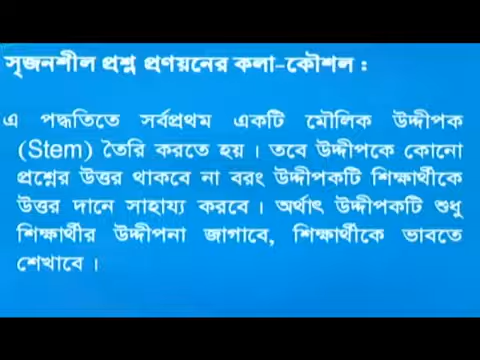 সৃজনশীল প্রশ্ন প্রণয়নের কলা-কৌশল :
এ পদ্ধতিতে সর্বপ্রথম একটি মৌলিক উদ্দীপক
(Stem) তৈরি করতে হয় । তবে উদ্দীপকে কোনো
প্রশ্নের উত্তর থাকবে না বরং উদ্দীপকটি শিক্ষার্থীকে
উত্তর দানে সাহায্য করবে । অর্থাৎ উদ্দীপকটি শুধু
শিক্ষার্থীর উদ্দীপনা জাগাবে, শিক্ষার্থীকে ভাবতে
শেখাবে ।